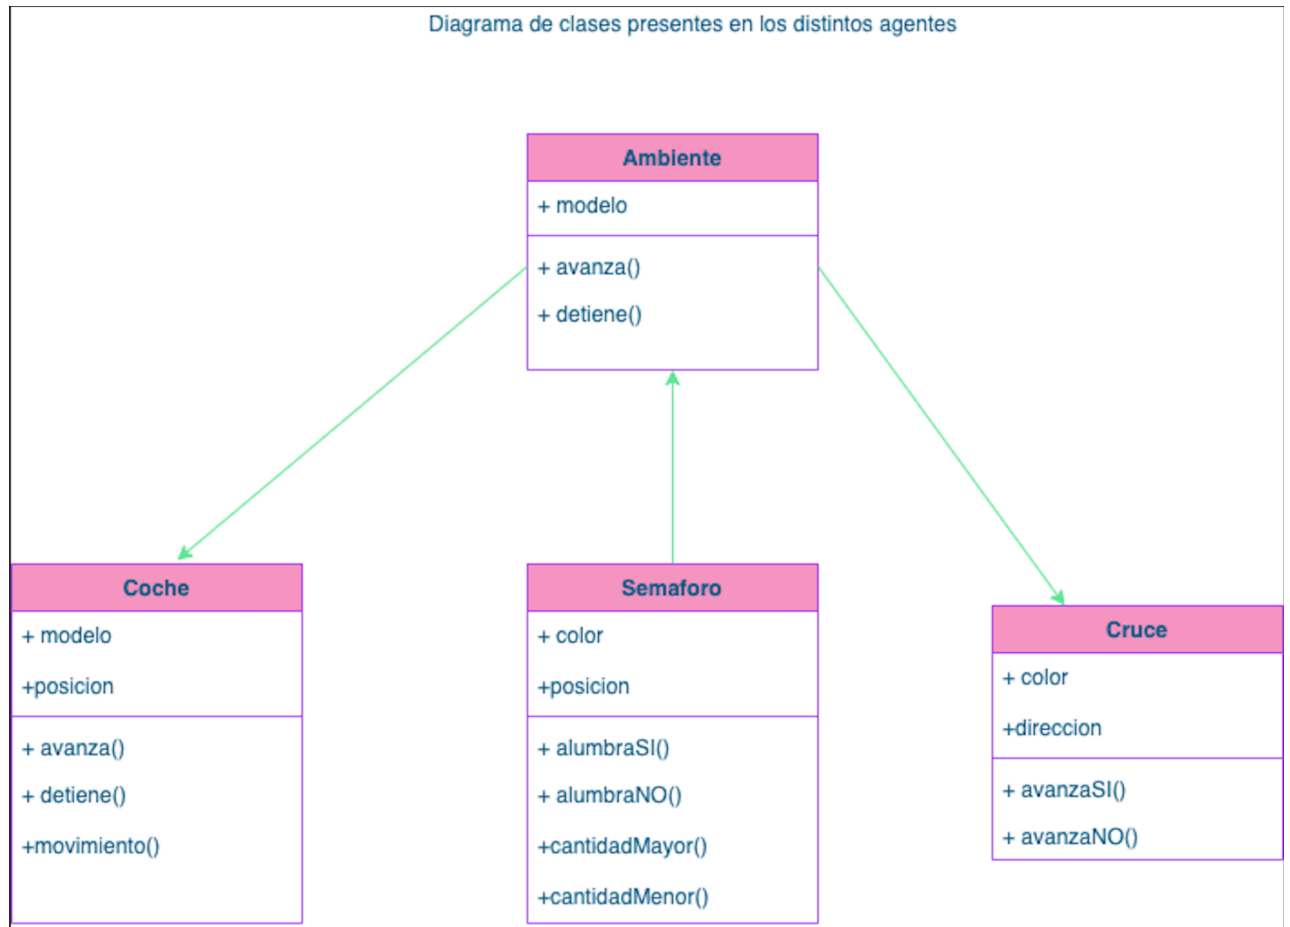 Diagrama de clases presentes en los distintos agentes
Ambiente
+ modelo
+ avanza()
+ detiene()
Coche
+ modelo
+posicion
+ avanza()
+ detiene()
+movimiento()
Semaforo
+ color
+posicion
+ alumbraSI()
+ alumbraNO()
+cantidadMayor()
+cantidadMenor()
Cruce
+ color
+direccion
+ avanzaSI()
+ avanzaNO()